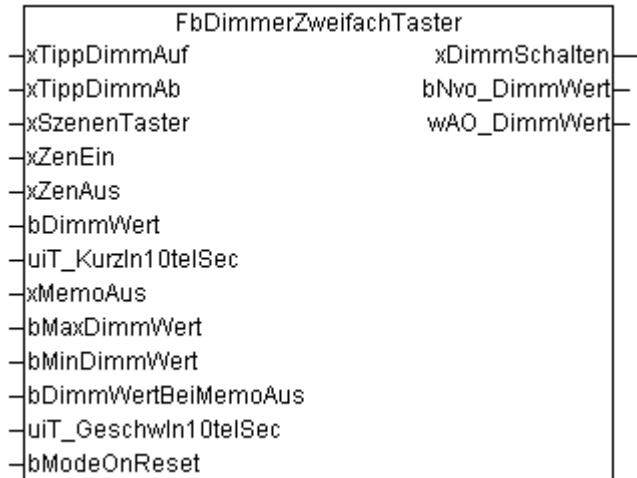 FbDimmerZweifachTaster
xTippDimmAuf xDimmSchalten
xTippDimmAb bNvo_DimmWert
xSzenenTaster wAO_DimmWert
xZenEin
xZenAus
bDimmWert
uiT_KurzIn10telSec
xMemoAus
bMaxDimmWert
bMinDimmWert
bDimmWertBeiMemoAus
uiT_GeschwIn10telSec
bModeOnReset